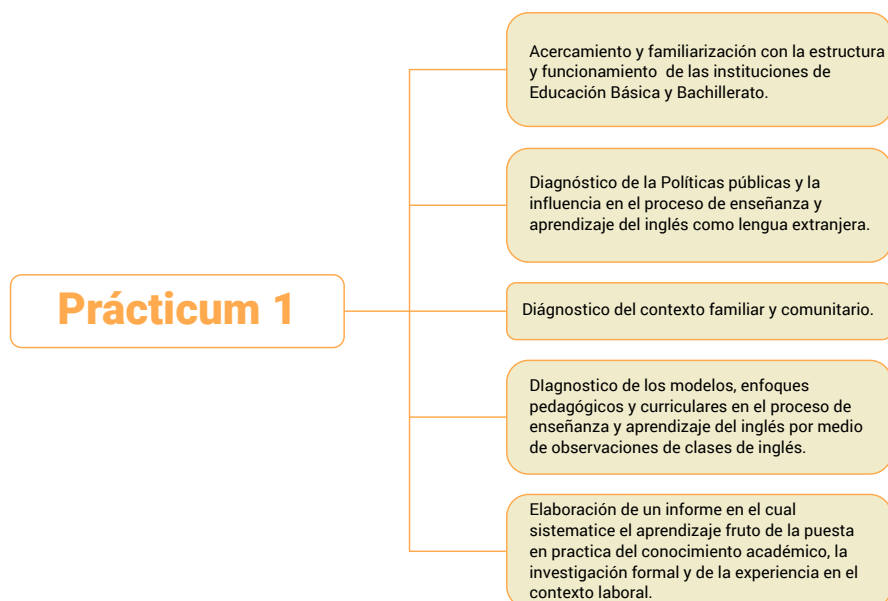 Prácticum 1
Acercamiento y familiarización con la estructura
y funcionamiento de las instituciones de
Educación Básica y Bachillerato.
Diagnóstico de la Políticas públicas y la
influencia en el proceso de enseñanza y
aprendizaje del inglés como lengua extranjera.
Diágnostico del contexto familiar y comunitario.
DIagnostico de los modelos, enfoques
pedagógicos y curriculares en el proceso de
enseñanza y aprendizaje del inglés por medio
de observaciones de clases de inglés.
Elaboración de un informe en el cual
sistematice el aprendizaje fruto de la puesta
en practica del conocimiento académico, la
investigación formal y de la experiencia en el
contexto laboral.